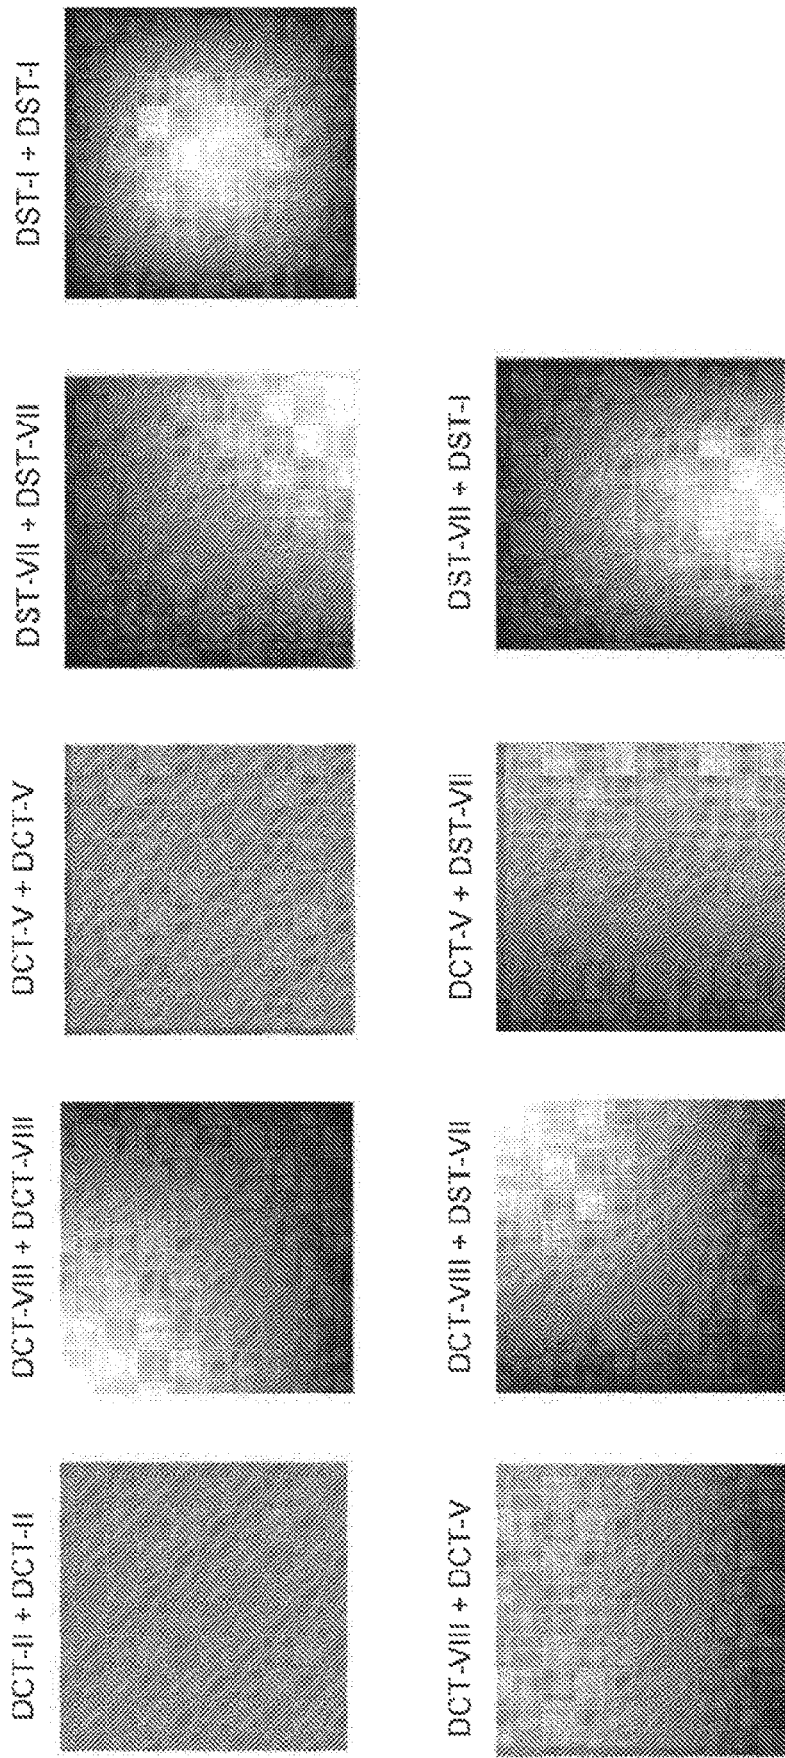 DCT-II + DCT-II
DCT-VIII + DCT-VIII
DCT-V + DCT-V
DST-VII + DST-VII
DST-I + DST-I
DCT-VIII + DCT-V
DCT-VIII + DST-VII
DCT-V + DST-VII
DST-VII + DST-I